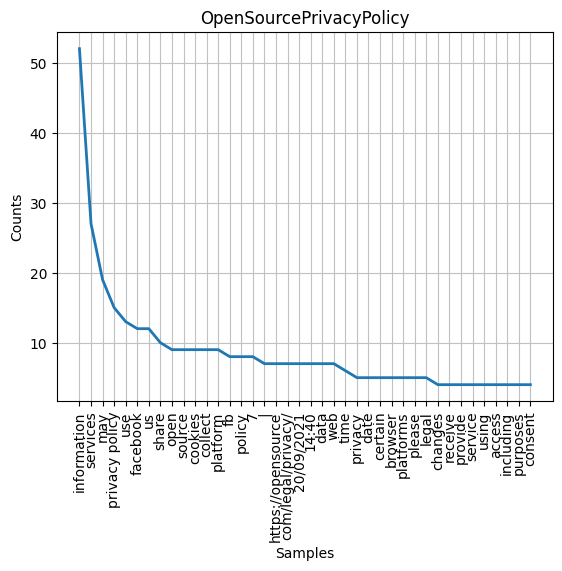 OpenSourcePrivacyPolicy
50
40
30
20
10
Counts
information
services
may
privacy policy
use
facebook
us
share
open
source
cookies
collect
platform
fb
policy
7
|
https://opensource
com/legal/privacy/
20/09/2021
14:40
data
web
time
privacy
date
certain
browser
platforms
please
legal
changes
receive
provide
service
using
access
including
purposes
consent
Samples